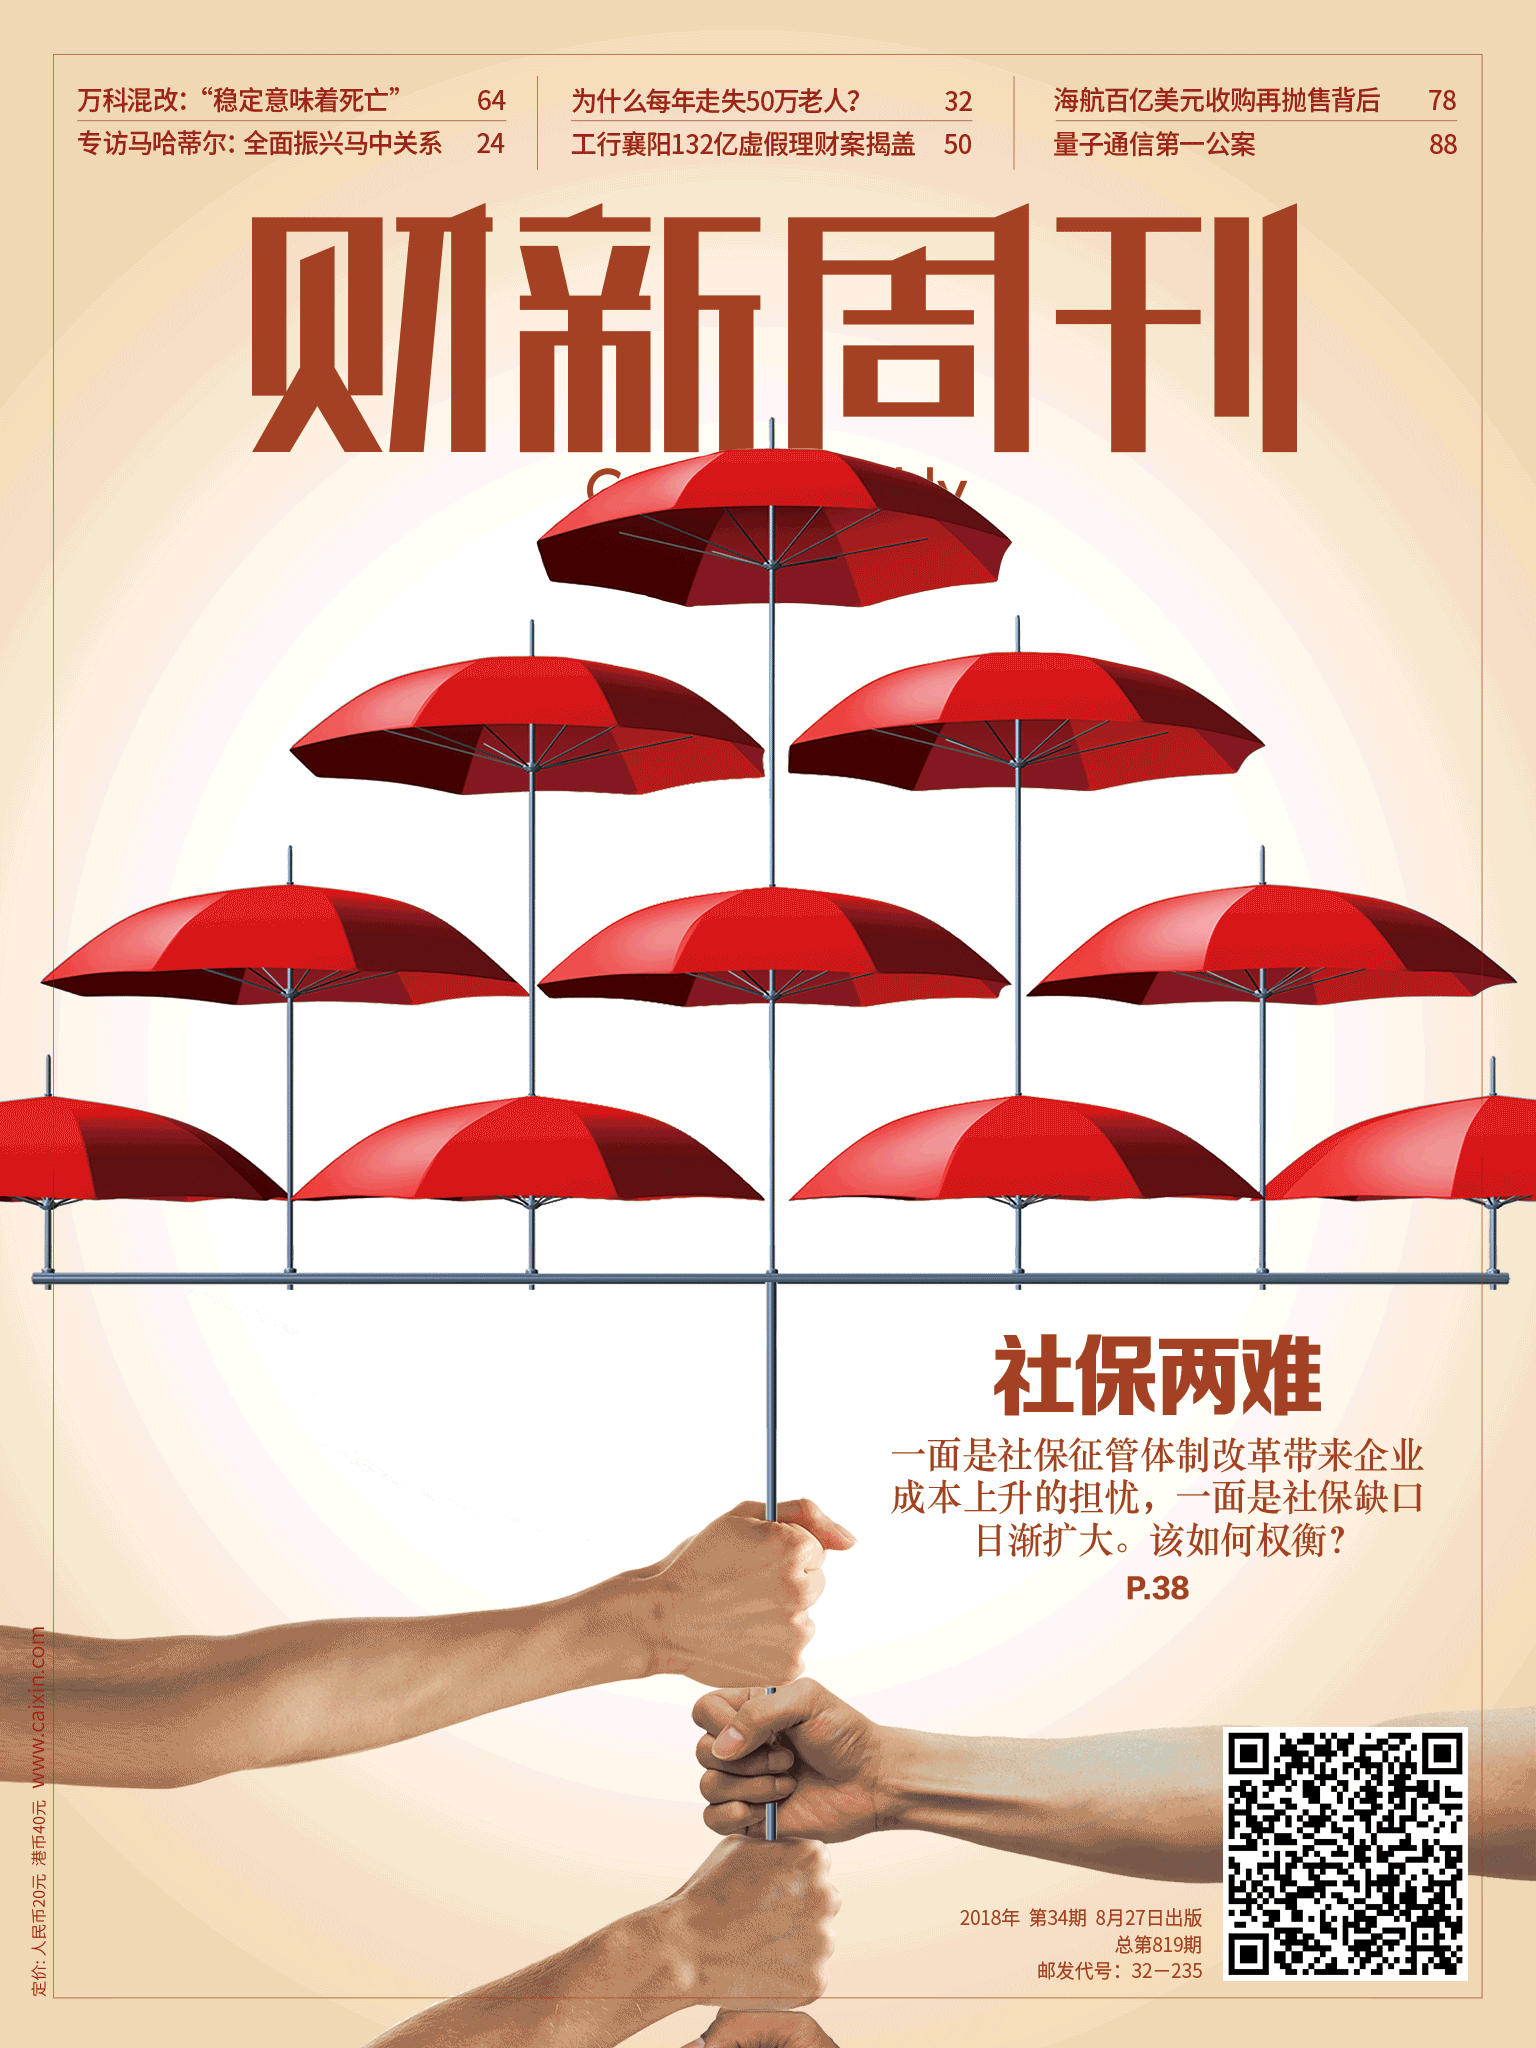 万科混改：“稳定意味着死亡” 64
专访马哈蒂尔：全面振兴马中关系 24
为什么每年走失50万老人？ 32
工行襄阳132亿虚假理财案揭盖 50
海航百亿美元收购再抛售背后 78
量子通信第一公案 88
财新周刊
社保两难
一面是社保征管体制改革带来企业
成本上升的担忧，一面是社保缺口
日渐扩大。该如何权衡？
P.38
定价：人民币20元 港币40元 www.caixin.com
2018年 第34期 8月27日出版
总第819期
邮发代号：32－235